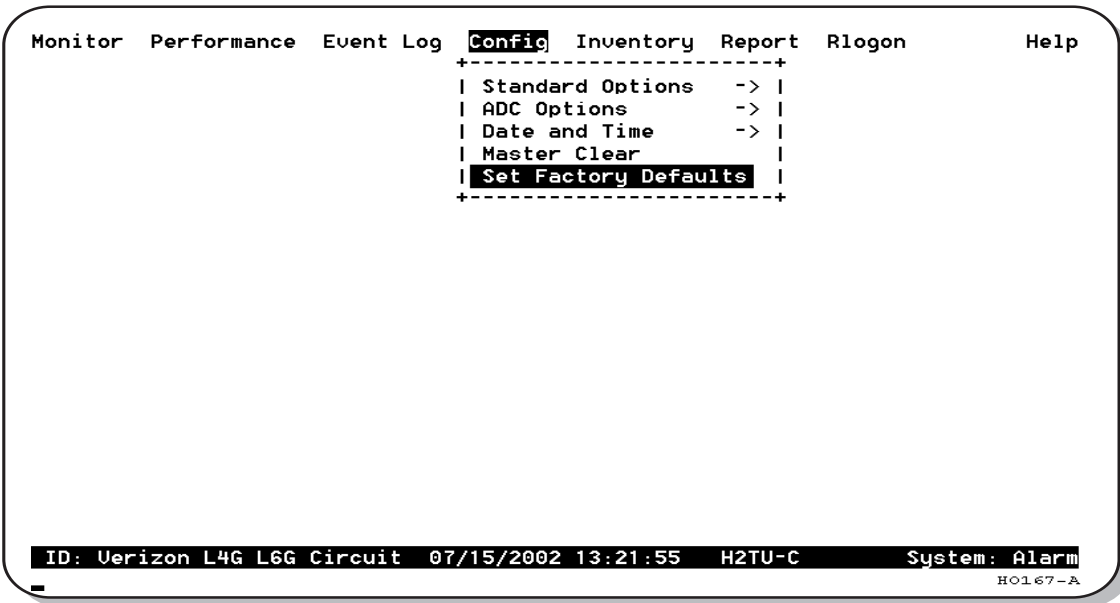 Monitor Performance Event Log Config Inventory Report Rlogon Help
+-----------------------+
| Standard Options -> |
| ADC Options -> |
| Date and Time -> |
| Master Clear |
| Set Factory Defaults |
+-----------------------+
ID: Verizon L4G L6G Circuit 07/15/2002 13:21:55 H2TU-C System: Alarm
HO167-A